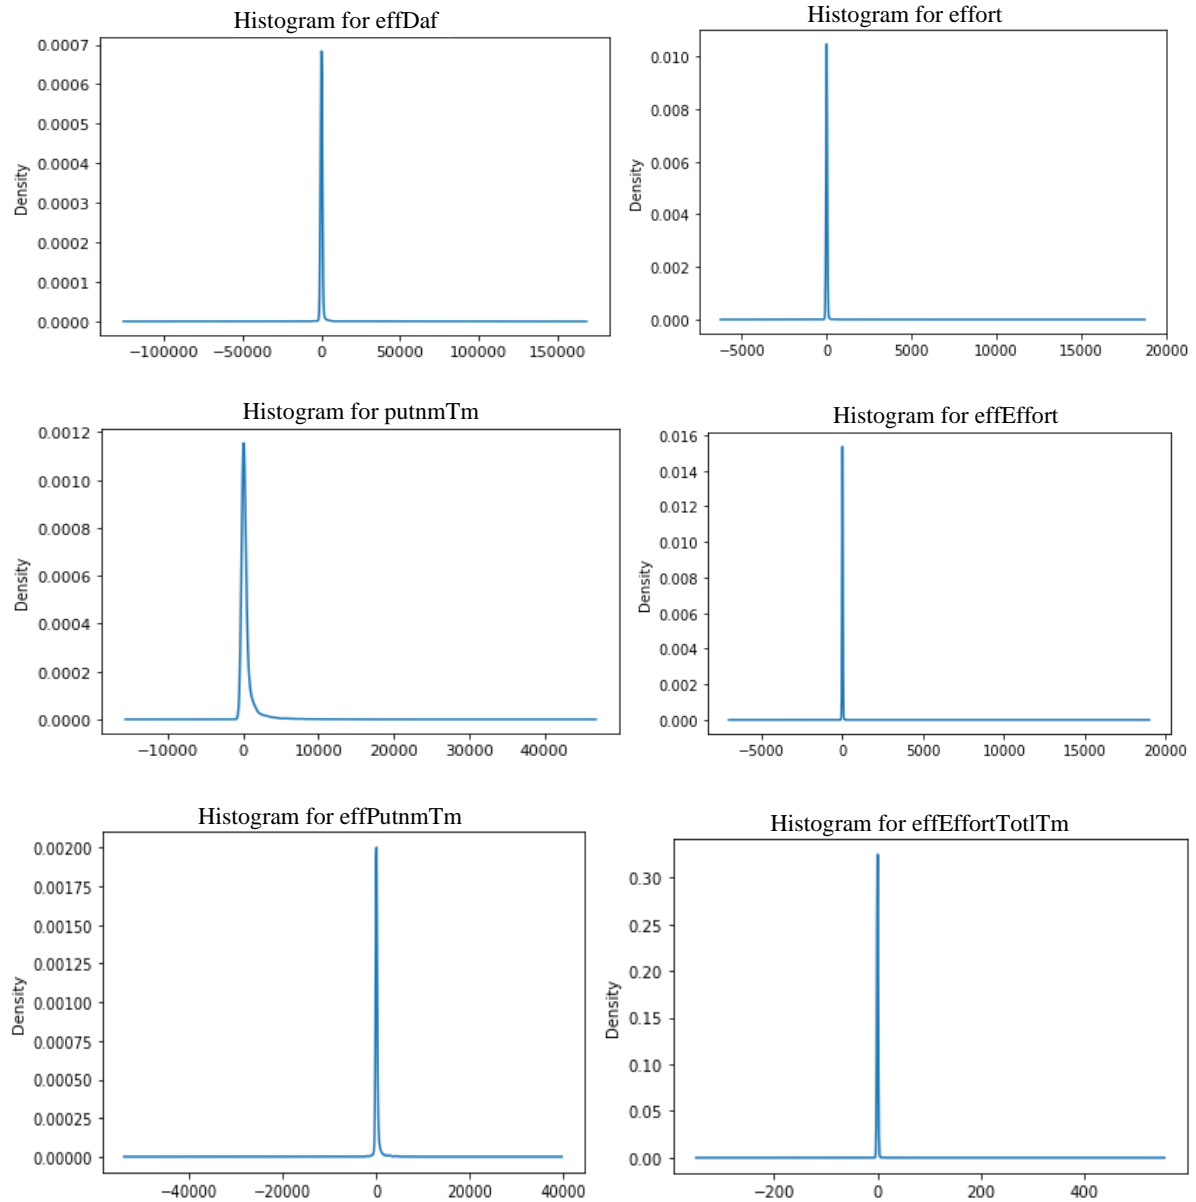 Histogram for effDaf
0.0007
0.0006
0.0005
0.0004
0.0003
0.0002
0.0001
0.0000
Density
−100000 −50000 0 50000 100000 150000
Histogram for effort
0.010
0.008
0.006
0.004
0.002
0.000
Density
−5000 0 5000 10000 15000 20000
Histogram for putnmTm
0.0012
0.0010
0.0008
0.0006
0.0004
0.0002
0.0000
Density
−10000 0 10000 20000 30000 40000
Histogram for effEffort
0.016
0.014
0.012
0.010
0.008
0.006
0.004
0.002
0.000
Density
−5000 0 5000 10000 15000 20000
Histogram for effPutnmTm
0.00200
0.00175
0.00150
0.00125
0.00100
0.00075
0.00050
0.00025
0.00000
Density
−40000 −20000 0 20000 40000
Histogram for effEffortTotlTm
0.30
0.25
0.20
0.15
0.10
0.05
0.00
Density
−200 0 200 400